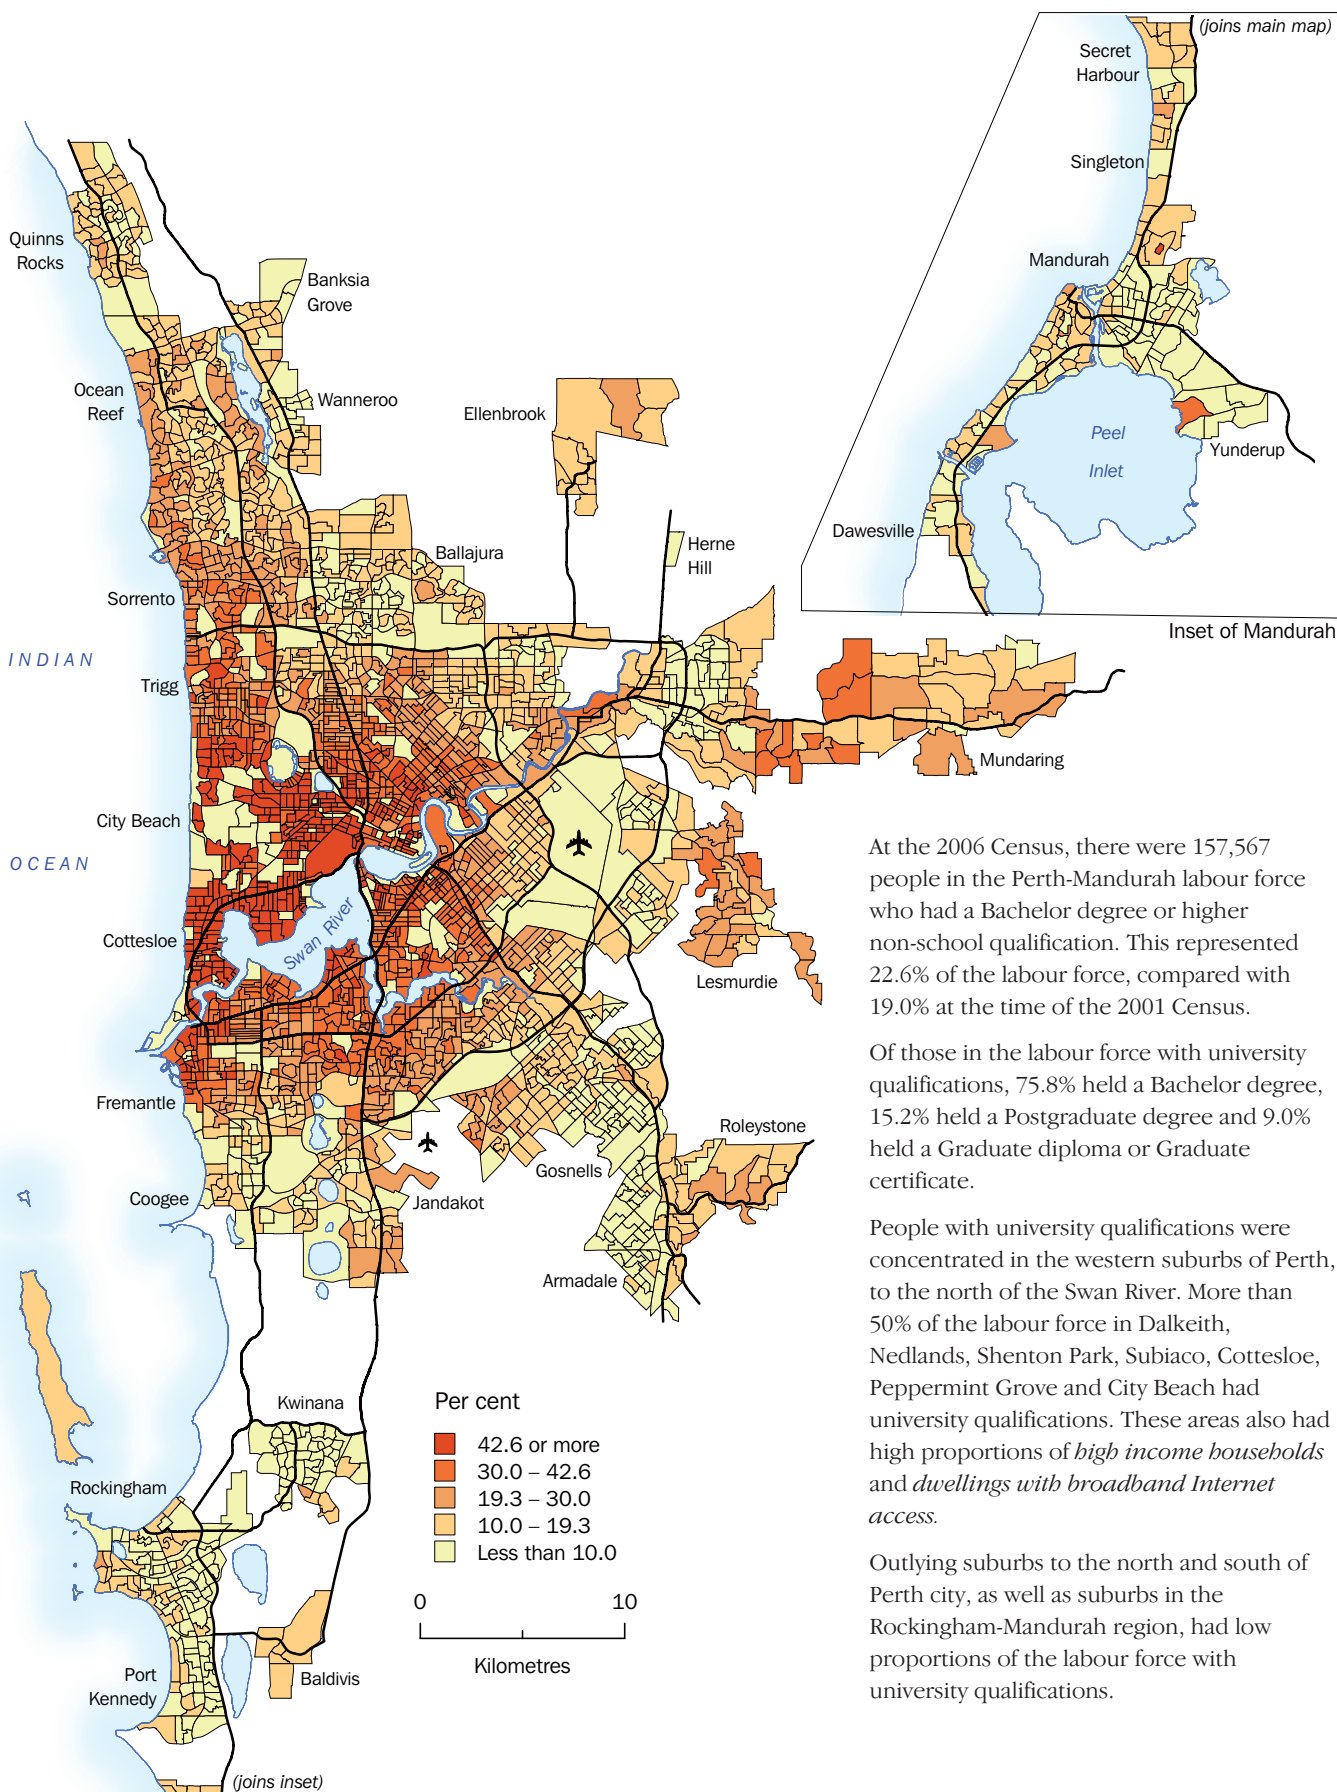 (joins main map)
Secret
Harbour
Singleton
Mandurah
Peel
Inlet
Yunderup
Dawesville
Inset of Mandurah
Quinns
Rocks
Banksia
Grove
Ocean
Reef
Wanneroo
Ellenbrook
Ballajura
Herne
Hill
Sorrento
INDIAN
Trigg
Mundaring
City Beach
OCEAN
Cottesloe
Swan River
Lesmurdie
Fremantle
Roleystone
Gosnells
Coogee
Jandakot
Armadale
Kwinana
Rockingham
Port
Kennedy
Baldivis
(joins inset)
Per cent
42.6 or more
30.0 – 42.6
19.3 – 30.0
10.0 – 19.3
Less than 10.0
0 10
Kilometres
At the 2006 Census, there were 157,567
people in the Perth-Mandurah labour force
who had a Bachelor degree or higher
non-school qualification. This represented
22.6% of the labour force, compared with
19.0% at the time of the 2001 Census.
Of those in the labour force with university
qualifications, 75.8% held a Bachelor degree,
15.2% held a Postgraduate degree and 9.0%
held a Graduate diploma or Graduate
certificate.
People with university qualifications were
concentrated in the western suburbs of Perth,
to the north of the Swan River. More than
50% of the labour force in Dalkeith,
Nedlands, Shenton Park, Subiaco, Cottesloe,
Peppermint Grove and City Beach had
university qualifications. These areas also had
high proportions of high income households
and dwellings with broadband Internet
access.
Outlying suburbs to the north and south of
Perth city, as well as suburbs in the
Rockingham-Mandurah region, had low
proportions of the labour force with
university qualifications.